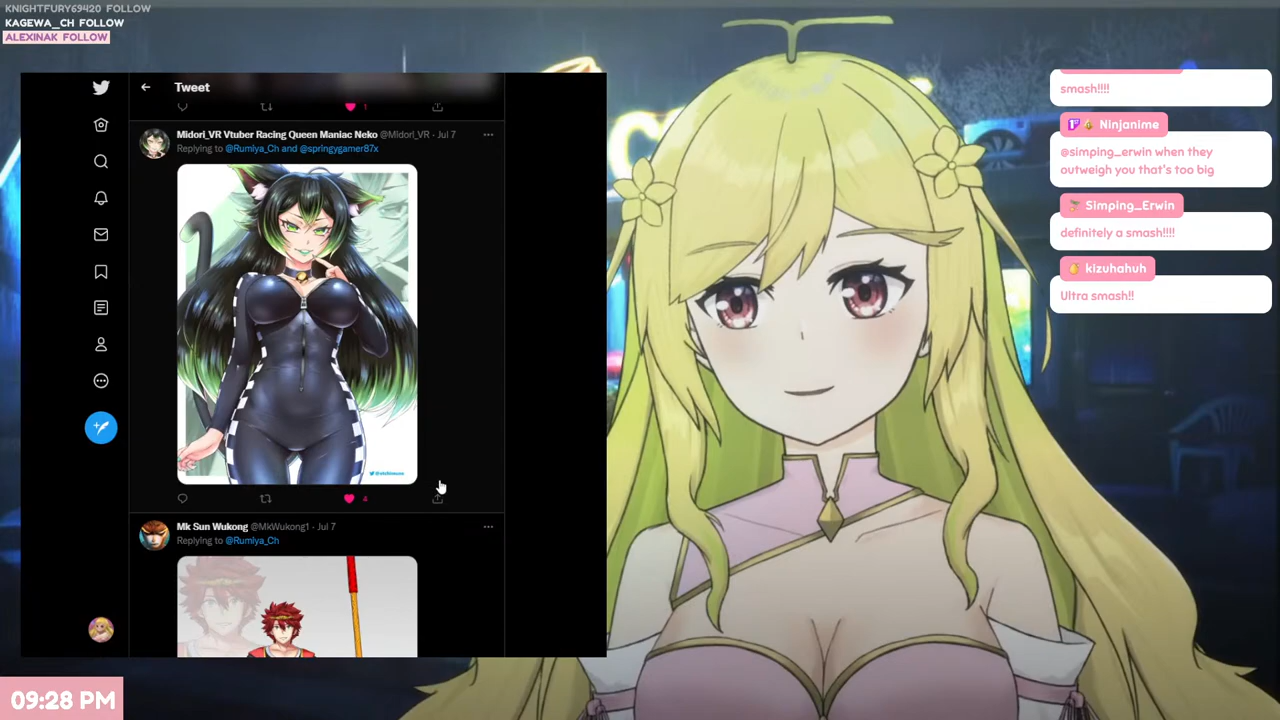 KNIGHTFURY69420 FOLLOW
KAGEWA_CH FOLLOW
ALEXINAK FOLLOW
Tweet
1
Midori_VR Vtuber Racing Queen Maniac Neko @Midori_VR · Jul 7
Replying to @Rumiya_Ch and @springygamer87x
4
Mk Sun Wukong @MkWukong1 · Jul 7
Replying to @Rumiya_Ch
smash!!!!
Ninjanime
@simping_erwin when they
outweigh you that's too big
Simping_Erwin
definitely a smash!!!!
kizuhahuh
Ultra smash!!
09:28 PM